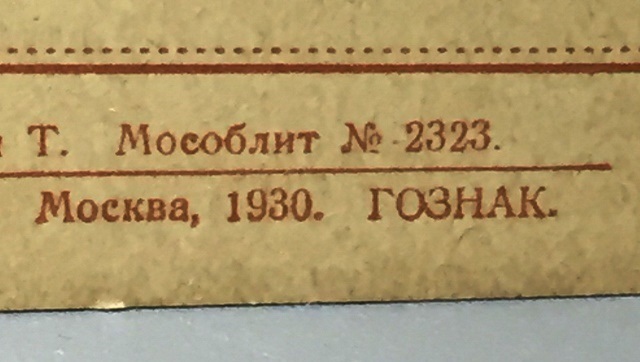 Т. Мособлит № 2323.
Москва, 1930. ГОЗНАК.